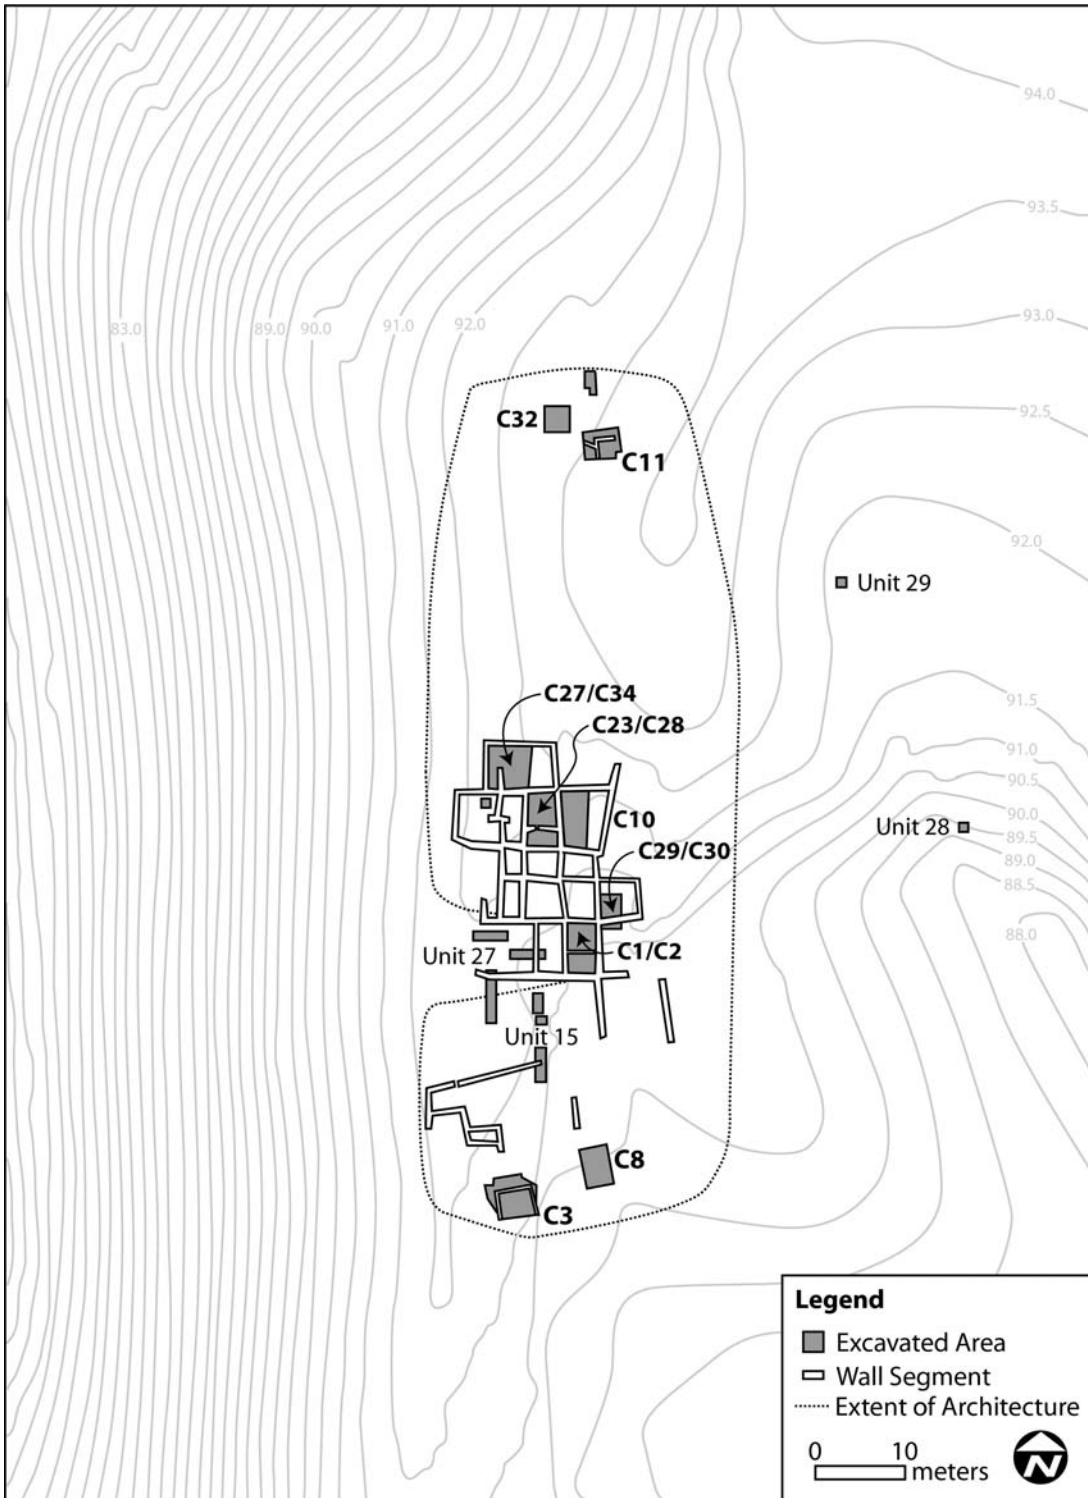 94.0
93.5
83.0
89.0
90.0
91.0
92.0
93.0
92.5
C32
C11
92.0
Unit 29
C27/C34
91.5
C23/C28
91.0
90.5
C10
90.0
Unit 28
89.5
C29/C30
89.0
88.5
88.0
Unit 27
C1/C2
Unit 15
C8
C3
Legend
Excavated Area
Wall Segment
Extent of Architecture
0 10
meters
N